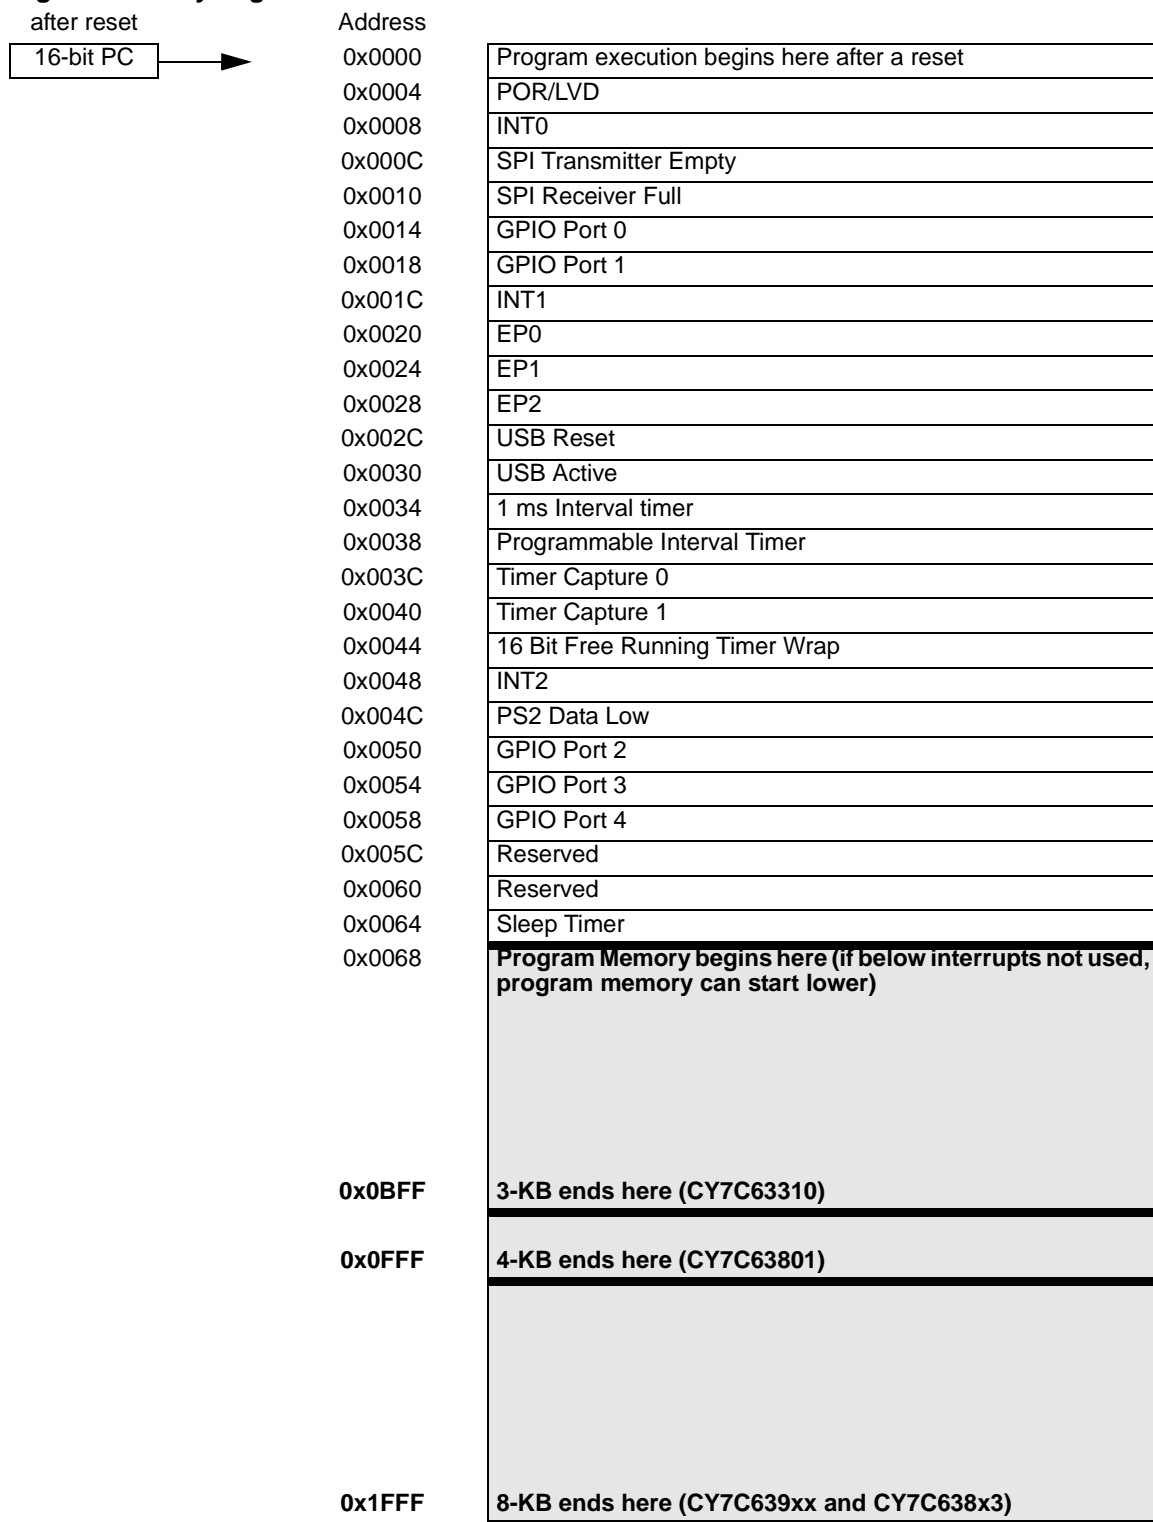 after reset Address
16-bit PC 0x0000 Program execution begins here after a reset
0x0004 POR/LVD
0x0008 INT0
0x000C SPI Transmitter Empty
0x0010 SPI Receiver Full
0x0014 GPIO Port 0
0x0018 GPIO Port 1
0x001C INT1
0x0020 EP0
0x0024 EP1
0x0028 EP2
0x002C USB Reset
0x0030 USB Active
0x0034 1 ms Interval timer
0x0038 Programmable Interval Timer
0x003C Timer Capture 0
0x0040 Timer Capture 1
0x0044 16 Bit Free Running Timer Wrap
0x0048 INT2
0x004C PS2 Data Low
0x0050 GPIO Port 2
0x0054 GPIO Port 3
0x0058 GPIO Port 4
0x005C Reserved
0x0060 Reserved
0x0064 Sleep Timer
0x0068 Program Memory begins here (if below interrupts not used,
program memory can start lower)
0x0BFF 3-KB ends here (CY7C63310)
0x0FFF 4-KB ends here (CY7C63801)
0x1FFF 8-KB ends here (CY7C639xx and CY7C638x3)